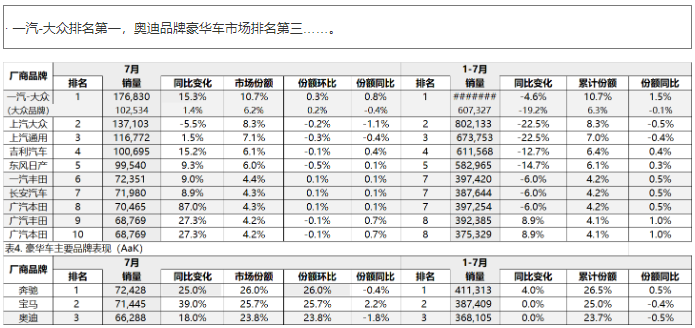 · 一汽-大众排名第一，奥迪品牌豪华车市场排名第三……。
厂商品牌 7月 1-7月
排名 销量 同比变化 市场份额 份额环比 份额同比 排名 销量 同比变化 累计份额 份额同比
一汽-大众 1 176,830 15.3% 10.7% 0.3% 0.8% 1 ####### -4.6% 10.7% 1.5%
(大众品牌) 102,534 1.4% 6.2% 0.2% -0.4% 607,327 -19.2% 6.3% -0.1%
上汽大众 2 137,103 -5.5% 8.3% -0.2% -1.1% 2 802,133 -22.5% 8.3% -0.5%
上汽通用 3 116,772 1.5% 7.1% -0.3% -0.4% 3 673,753 -22.5% 7.0% -0.4%
吉利汽车 4 100,695 15.2% 6.1% -0.1% 0.4% 4 611,568 -12.7% 6.4% 0.4%
东风日产 5 99,540 9.3% 6.0% -0.5% 0.1% 5 582,965 -14.7% 6.1% 0.3%
一汽丰田 6 72,351 9.0% 4.4% 0.1% 0.1% 7 397,420 -6.0% 4.2% 0.5%
长安汽车 7 71,980 8.9% 4.3% 0.1% 0.1% 7 387,644 -6.0% 4.2% 0.5%
广汽本田 8 70,465 87.0% 4.3% 0.1% 0.1% 7 397,254 -6.0% 4.2% 0.5%
广汽丰田 9 68,769 27.3% 4.2% -0.1% 0.7% 8 392,385 8.9% 4.1% 1.0%
广汽本田 10 68,769 27.3% 4.2% -0.1% 0.7% 8 375,329 8.9% 4.1% 1.0%
表4. 豪华车主要品牌表现（AaK）
厂商品牌 7月 1-7月
排名 销量 同比变化 市场份额 份额环比 份额同比 排名 销量 同比变化 累计份额 份额同比
奔驰 1 72,428 25.0% 26.0% 26.0% -0.4% 1 411,313 4.0% 26.5% 0.5%
宝马 2 71,445 39.0% 25.7% 25.7% 2.2% 2 387,409 0.0% 25.0% -0.4%
奥迪 3 66,288 18.0% 23.8% 23.8% -1.8% 3 368,105 0.0% 23.7% -0.5%